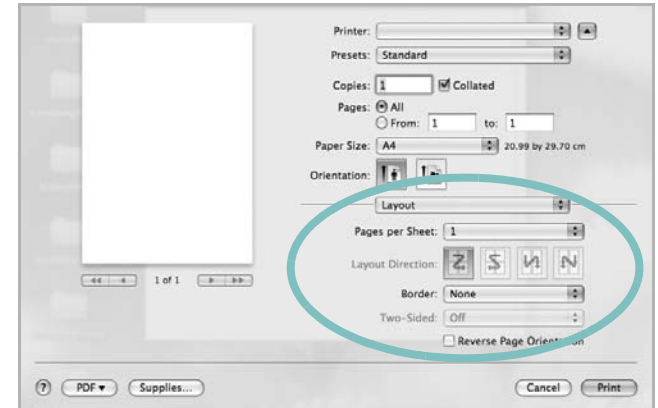 Printer:
Presets: Standard
Copies: 1 Collated
Pages: All
From: 1 to: 1
Paper Size: A4 20.99 by 29.70 cm
Orientation:
Layout
Pages per Sheet: 1
Layout Direction:
Border: None
Two-Sided: Off
Reverse Page Orientation
1 of 1
? PDF Supplies... Cancel Print